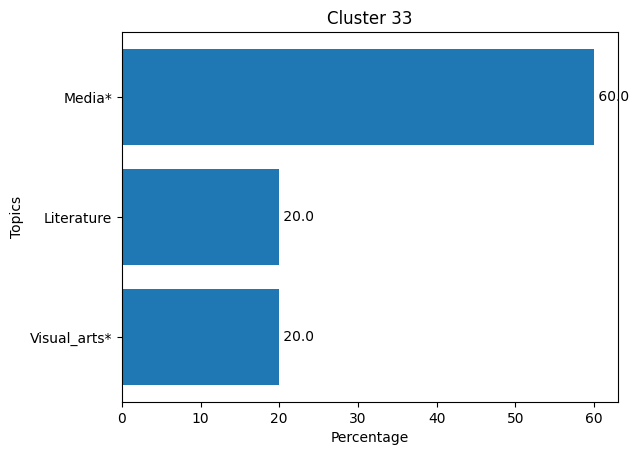 Cluster 33
Topics
Media*
60.0
Literature
20.0
Visual_arts*
20.0
0 10 20 30 40 50 60
Percentage